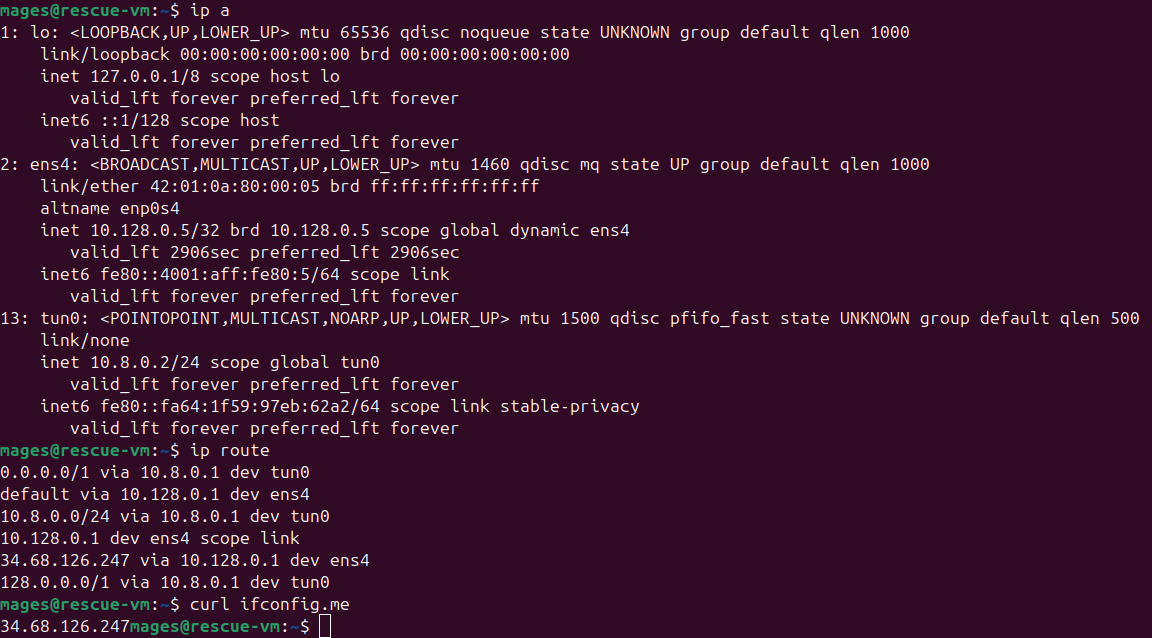 mages@rescue-vm:~$ ip a
1: lo: <LOOPBACK,UP,LOWER_UP> mtu 65536 qdisc noqueue state UNKNOWN group default qlen 1000
    link/loopback 00:00:00:00:00:00 brd 00:00:00:00:00:00
    inet 127.0.0.1/8 scope host lo
       valid_lft forever preferred_lft forever
    inet6 ::1/128 scope host
       valid_lft forever preferred_lft forever
2: ens4: <BROADCAST,MULTICAST,UP,LOWER_UP> mtu 1460 qdisc mq state UP group default qlen 1000
    link/ether 42:01:0a:80:00:05 brd ff:ff:ff:ff:ff:ff
    altname enp0s4
    inet 10.128.0.5/32 brd 10.128.0.5 scope global dynamic ens4
       valid_lft 2906sec preferred_lft 2906sec
    inet6 fe80::4001:aff:fe80:5/64 scope link
       valid_lft forever preferred_lft forever
13: tun0: <POINTOPOINT,MULTICAST,NOARP,UP,LOWER_UP> mtu 1500 qdisc pfifo_fast state UNKNOWN group default qlen 500
    link/none
    inet 10.8.0.2/24 scope global tun0
       valid_lft forever preferred_lft forever
    inet6 fe80::fa64:1f59:97eb:62a2/64 scope link stable-privacy
       valid_lft forever preferred_lft forever
mages@rescue-vm:~$ ip route
0.0.0.0/1 via 10.8.0.1 dev tun0
default via 10.128.0.1 dev ens4
10.8.0.0/24 via 10.8.0.1 dev tun0
10.128.0.1 dev ens4 scope link
34.68.126.247 via 10.128.0.1 dev ens4
128.0.0.0/1 via 10.8.0.1 dev tun0
mages@rescue-vm:~$ curl ifconfig.me
34.68.126.247mages@rescue-vm:~$